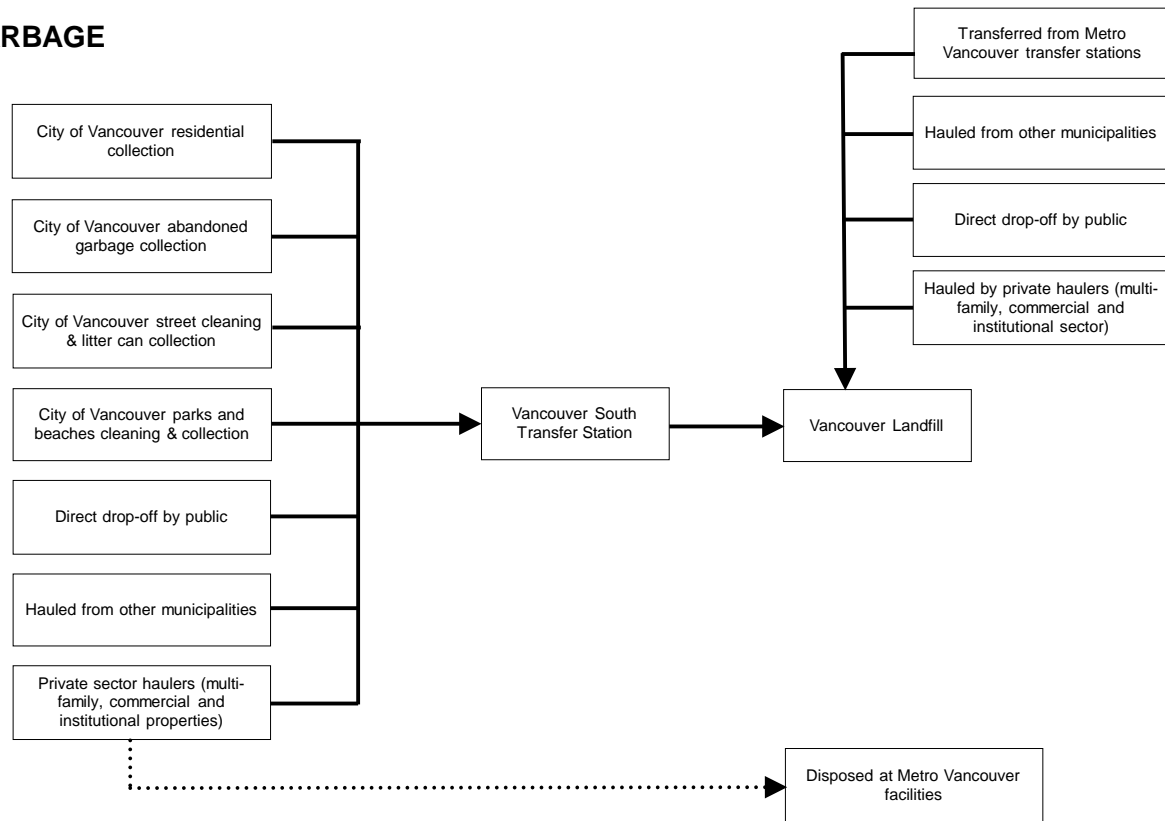 RBAGE
City of Vancouver residential
collection
City of Vancouver abandoned
garbage collection
City of Vancouver street cleaning
& litter can collection
City of Vancouver parks and
beaches cleaning & collection
Direct drop-off by public
Hauled from other municipalities
Private sector haulers (multi-
family, commercial and
institutional properties)
Vancouver South
Transfer Station
Transferred from Metro
Vancouver transfer stations
Hauled from other municipalities
Direct drop-off by public
Hauled by private haulers (multi-
family, commercial and
institutional sector)
Vancouver Landfill
Disposed at Metro Vancouver
facilities